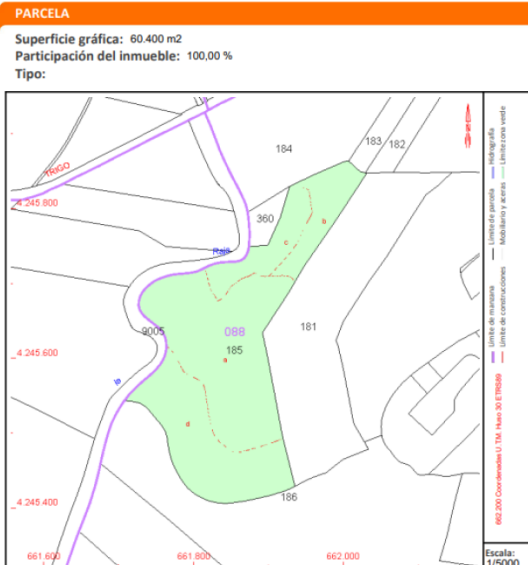 PARCELA
Superficie gráfica: 60.400 m2
Participación del inmueble: 100,00 %
Tipo:
184
183
182
TRIGO
4.245.800
360
b
c
Raja
181
9005
088
185
a
4.245.600
d
4.245.400
186
661.600
661.800
662.000
Límite de manzana
Límite de parcela
Hidrografía
Límite de construcciones
Mobiliario y aceras
Límite zona verde
662.200 Coordenadas U.T.M. Huso 30 ETRS89
Escala:
1/5000